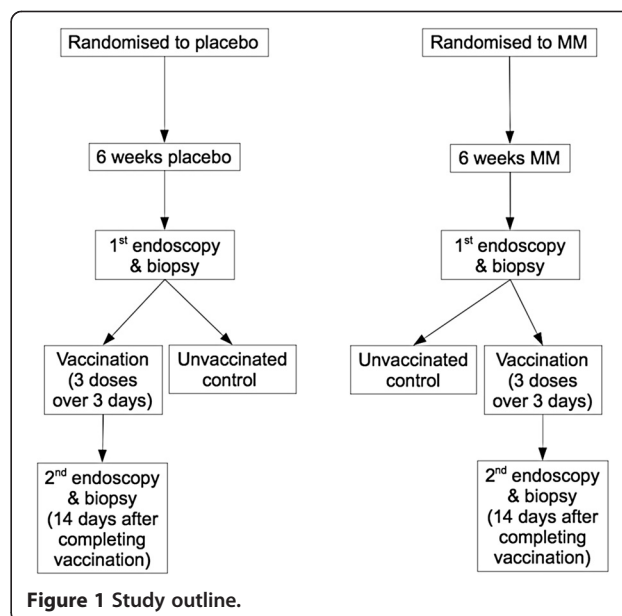 Randomised to placebo
Randomised to MM
6 weeks placebo
6 weeks MM
1st endoscopy
& biopsy
1st endoscopy
& biopsy
Vaccination
(3 doses
over 3 days)
Unvaccinated
control
Unvaccinated
control
Vaccination
(3 doses
over 3 days)
2nd endoscopy
& biopsy
(14 days after
completing
vaccination)
2nd endoscopy
& biopsy
(14 days after
completing
vaccination)
Figure 1 Study outline.